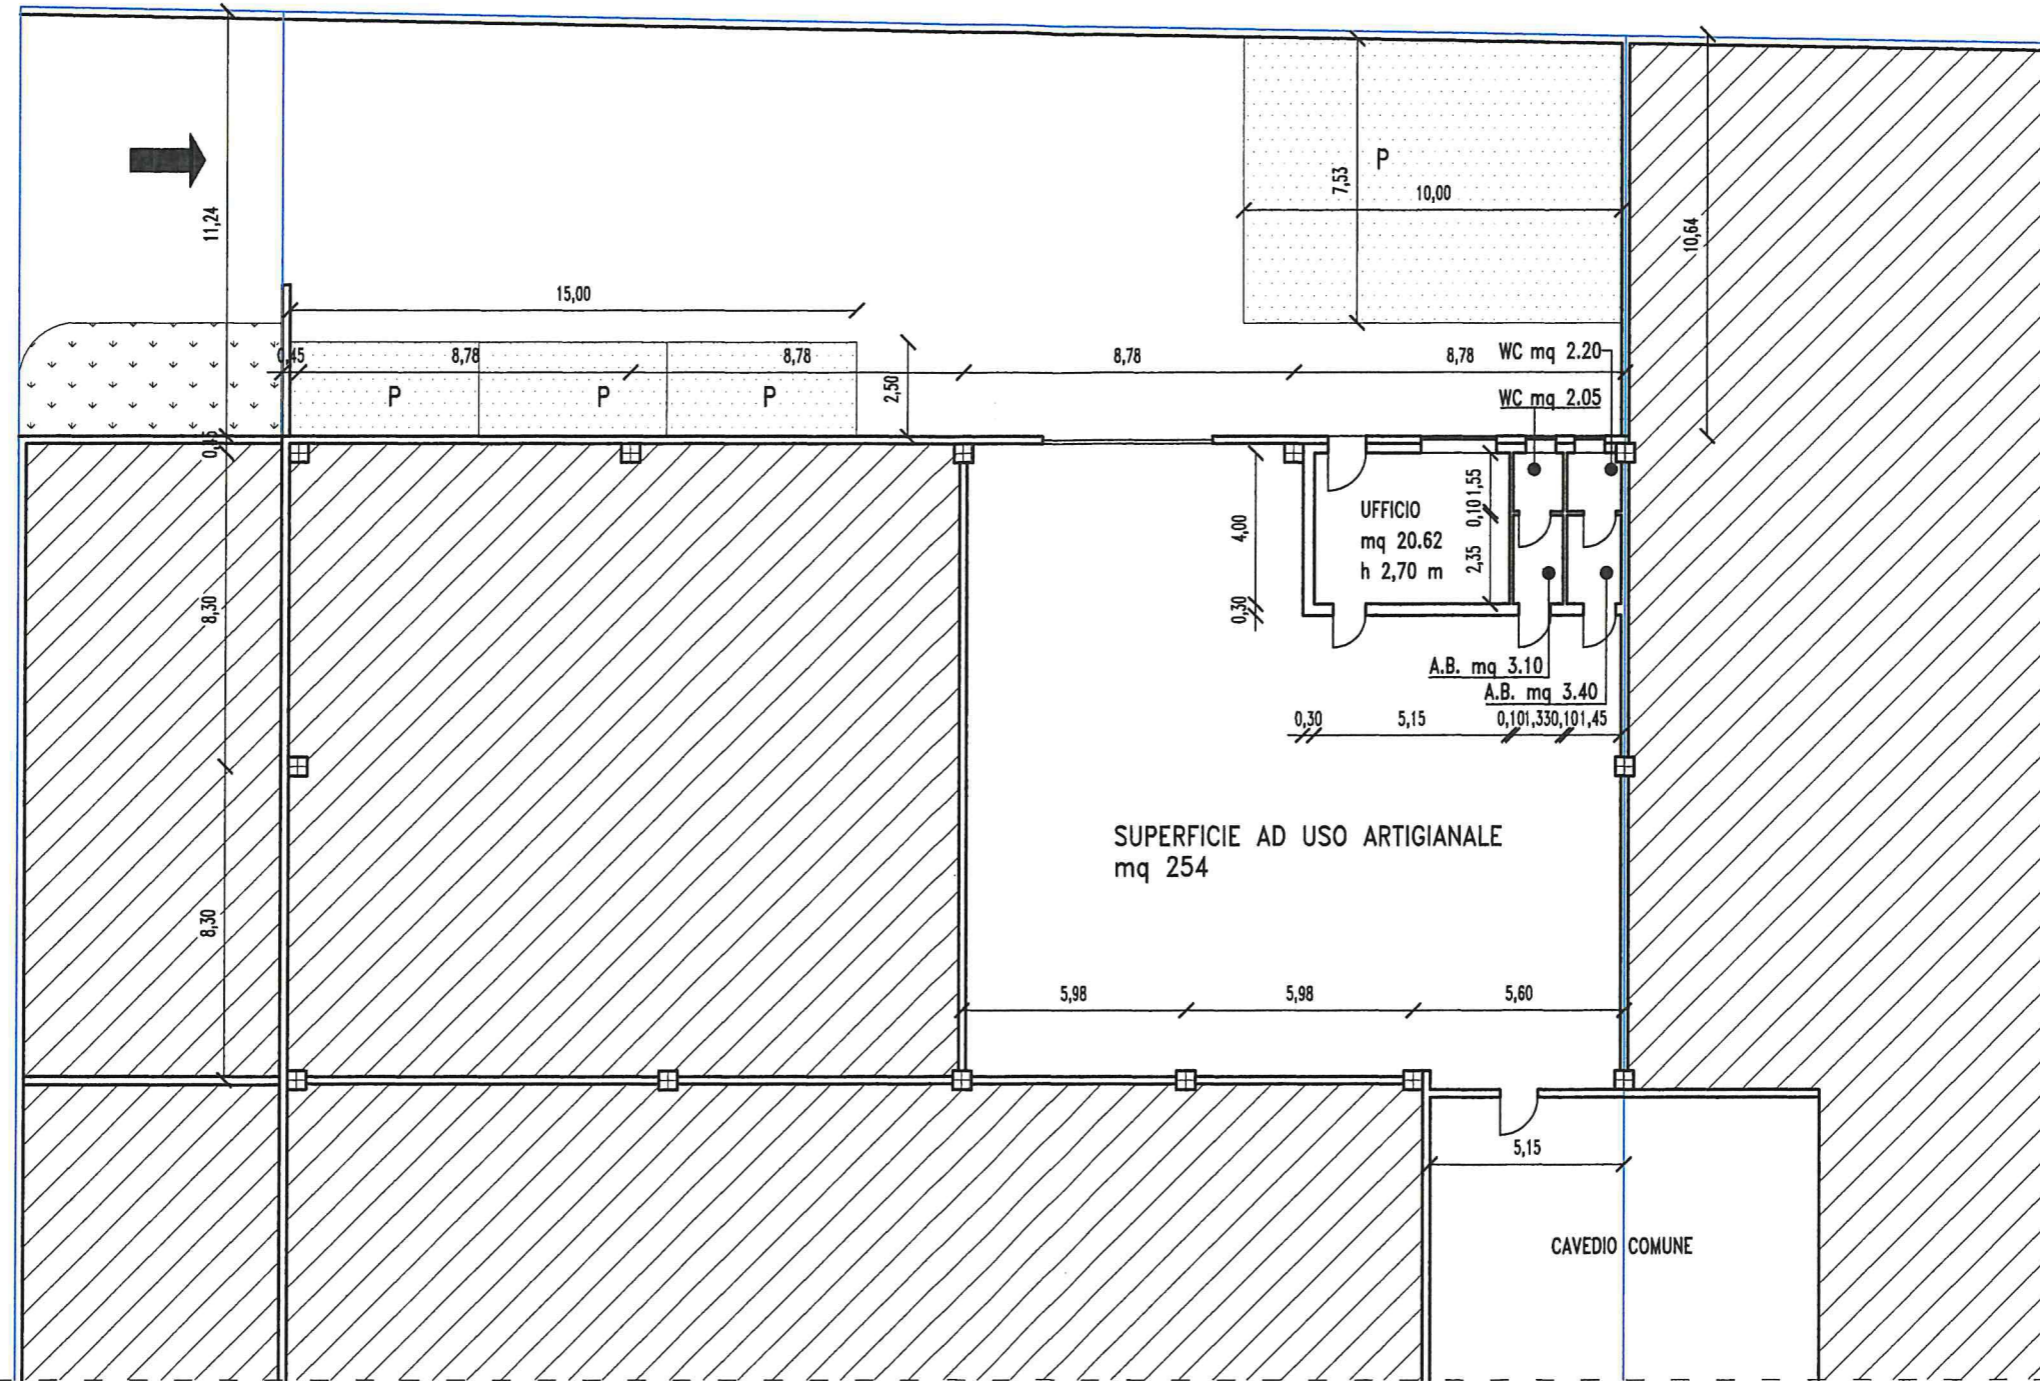 11,24
7,53
P
10,00
10,64
15,00
0,45
8,78
8,78
8,78
8,78
WC mq 2.20
WC mq 2.05
2,50
P
P
P
0,45
8,30
8,30
4,00
0,30
UFFICIO
mq 20.62
h 2,70 m
1,55
0,10
2,35
A.B. mq 3.10
A.B. mq 3.40
0,30
5,15
0,10
1,33
0,10
1,45
SUPERFICIE AD USO ARTIGIANALE
mq 254
5,98
5,98
5,60
5,15
CAVEDIO COMUNE